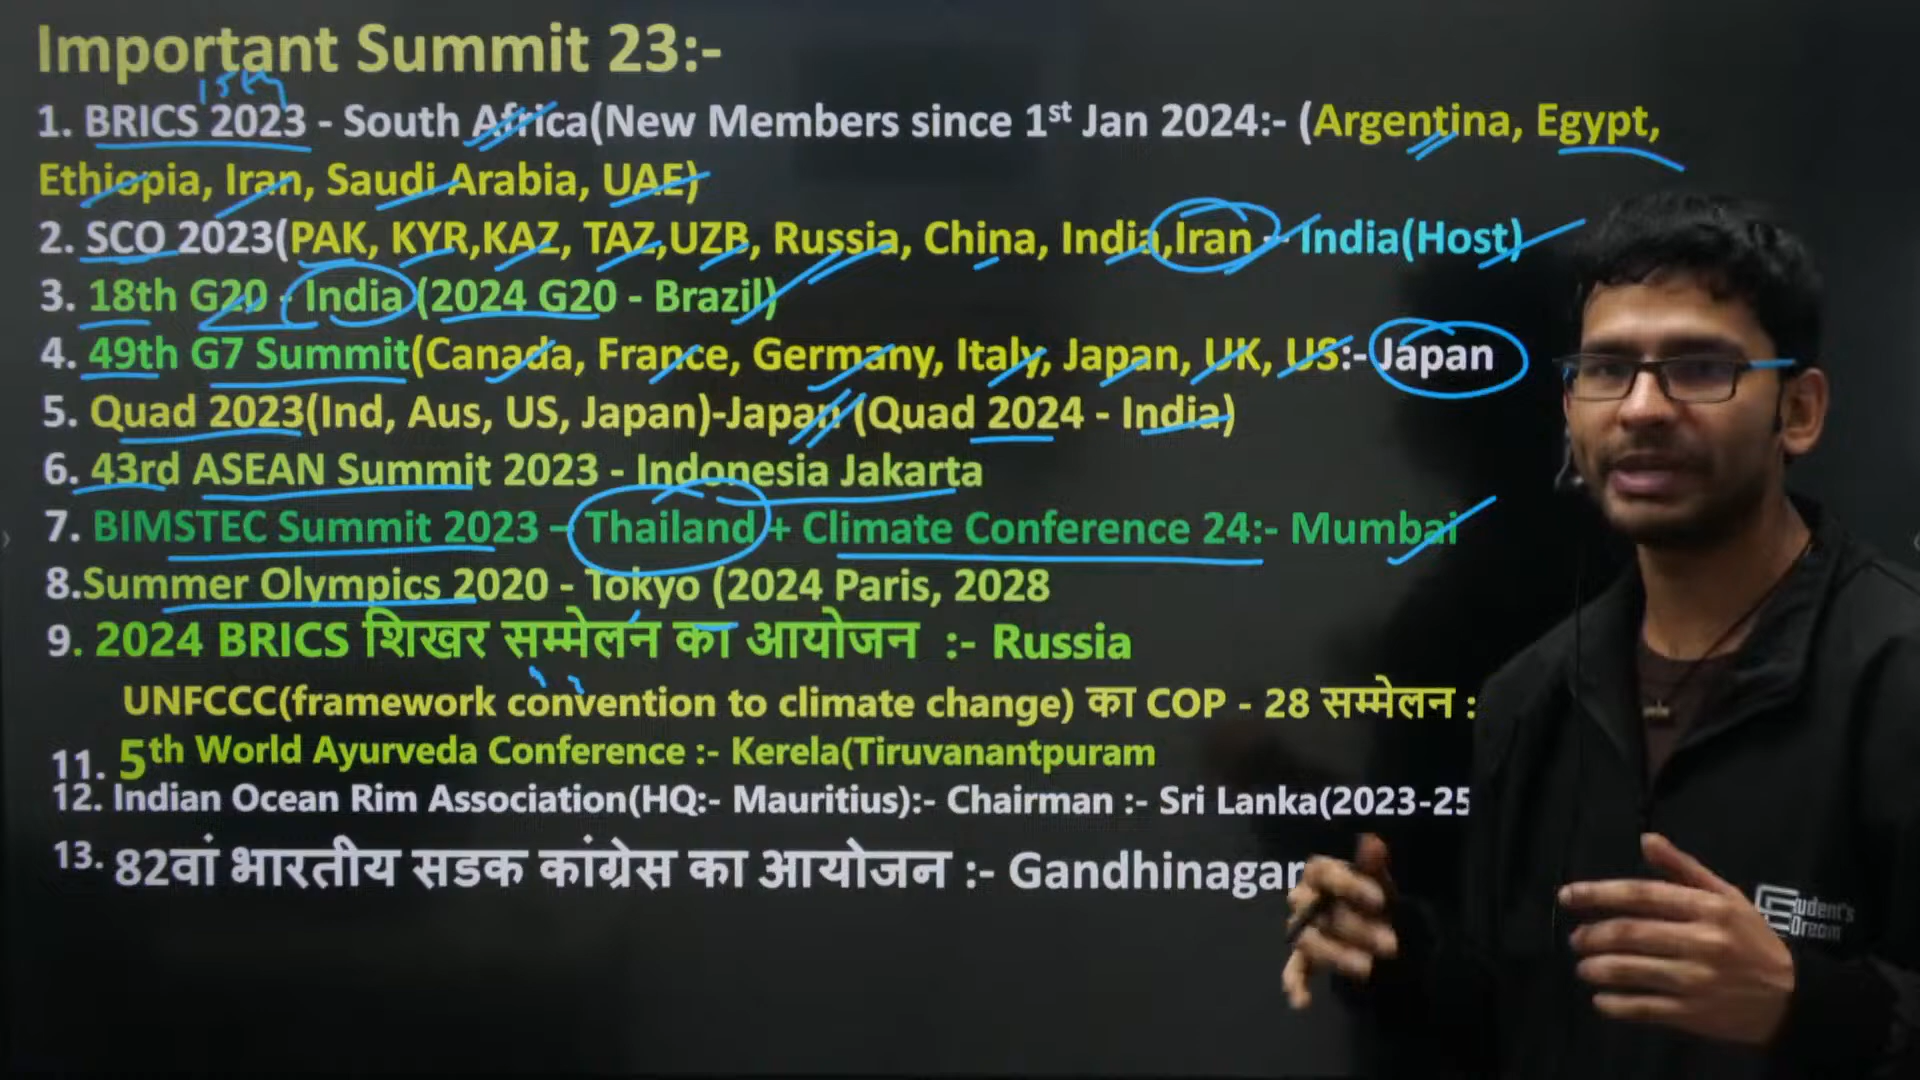 Important Summit 23:-
15th
1. BRICS 2023 - South Africa(New Members since 1st Jan 2024:- (Argentina, Egypt,
Ethiopia, Iran, Saudi Arabia, UAE)
2. SCO 2023(PAK, KYR,KAZ, TAZ,UZB, Russia, China, India,Iran - India(Host)
3. 18th G20 - India (2024 G20 - Brazil)
4. 49th G7 Summit(Canada, France, Germany, Italy, Japan, UK, US:- Japan
5. Quad 2023(Ind, Aus, US, Japan)-Japan (Quad 2024 - India)
6. 43rd ASEAN Summit 2023 - Indonesia Jakarta
7. BIMSTEC Summit 2023 – Thailand + Climate Conference 24:- Mumbai
8.Summer Olympics 2020 - Tokyo (2024 Paris, 2028
9. 2024 BRICS शिखर सम्मेलन का आयोजन :- Russia
UNFCCC(framework convention to climate change) का COP - 28 सम्मेलन :
11. 5th World Ayurveda Conference :- Kerela(Tiruvanantpuram
12. Indian Ocean Rim Association(HQ:- Mauritius):- Chairman :- Sri Lanka(2023-25
13. 82वां भारतीय सडक कांग्रेस का आयोजन :- Gandhinagar
Student's
Dream